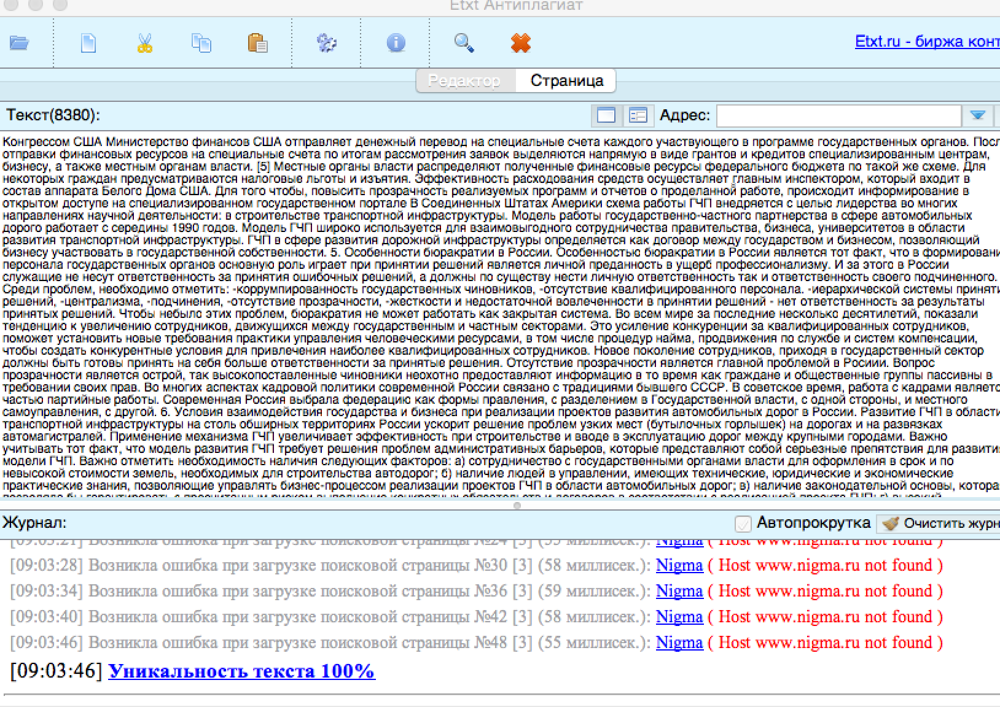 Etxt Антиплагиат
Etxt.ru - биржа конт
Редактор Страница
Текст(8380): Адрес:
Конгрессом США Министерство финансов США отправляет денежный перевод на специальные счета каждого участвующего в программе государственных органов. Посл
отправки финансовых ресурсов на специальные счета по итогам рассмотрения заявок выделяются напрямую в виде грантов и кредитов специализированным центрам,
бизнесу, а также местным органам власти. [5] Местные органы власти распределяют полученные финансовые ресурсы федерального бюджета по такой же схеме. Для
некоторых граждан предусматриваются налоговые льготы и изъятия. Эффективность расходования средств осуществляет главным инспектором, который входит в
состав аппарата Белого Дома США. Для того чтобы, повысить прозрачность реализуемых программ и отчетов о проделанной работе, происходит информирование в
открытом доступе на специализированном государственном портале В Соединенных Штатах Америки схема работы ГЧП внедряется с целью лидерства во многих
направлениях научной деятельности: в строительстве транспортной инфраструктуры. Модель работы государственно-частного партнерства в сфере автомобильных
дорого работает с середины 1990 годов. Модель ГЧП широко используется для взаимовыгодного сотрудничества правительства, бизнеса, университетов в области
развития транспортной инфраструктуры. ГЧП в сфере развития дорожной инфраструктуры определяется как договор между государством и бизнесом, позволяющий
бизнесу участвовать в государственной собственности. 5. Особенности бюракратии в России. Особенностью бюракратии в России является тот факт, что в формировани
персонала государственных органов основную роль играет при принятии решений является личной преданность в ущерб профессионализму. И за этого в России
служащие не несут ответственность за принятия ошибочных решений, а должны по существу нести личную ответственность так и ответственность своего подчиненного.
Среди проблем, необходимо отметить: -коррумпированность государственных чиновников, -отсутствие квалифицированного персонала. -иерархической системы приняти
решений, -централизма, -подчинения, -отсутствие прозрачности, -жесткости и недостаточной вовлеченности в принятии решений - нет ответственность за результаты
принятых решений. Чтобы небыло этих проблем, бюракратия не может работать как закрытая система. Во всем мире за последние несколько десятилетий, показали
тенденцию к увеличению сотрудников, движущихся между государственным и частным секторами. Это усиление конкуренции за квалифицированных сотрудников,
поможет установить новые требования практики управления человеческими ресурсами, в том числе процедур найма, продвижения по службе и систем компенсации,
чтобы создать конкурентные условия для привлечения наиболее квалифицированных сотрудников. Новое поколение сотрудников, приходя в государственный сектор
должны быть готовы принять на себя больше ответственности за принятые решения. Отсутствие прозрачности является главной проблемой в Росиии. Вопрос
прозрачности является острой, так высокопоставленные чиновники неохотно предоставляют информацию в то время как граждане и общественные группы пассивны в
требовании своих прав. Во многих аспектах кадровой политики современной России связано с традициями бывшего СССР. В советское время, работа с кадрами являетс
частью партийные работы. Современная Россия выбрала федерацию как формы правления, с разделением в Государственной власти, с одной стороны, и местного
самоуправления, с другой. 6. Условия взаимодействия государства и бизнеса при реализации проектов развития автомобильных дорог в России. Развитие ГЧП в области
транспортной инфраструктуры на столь обширных территориях России ускорит решение проблем узких мест (бутылочных горлышек) на дорогах и на развязках
автомагистралей. Применение механизма ГЧП увеличивает эффективность при строительстве и вводе в эксплуатацию дорог между крупными городами. Важно
учитывать тот факт, что модель развития ГЧП требует решения проблем административных барьеров, которые представляют собой серьезные препятствия для развити
модели ГЧП. Важно отметить необходимость наличия следующих факторов: а) сотрудничество с государственными органами власти для оформления в срок и по
невысокой стоимости земель, необходимых для строительства автодорог; б) наличие людей в управлении, имеющих технические, юридические и экономические
практические знания, позволяющие управлять бизнес-процессом реализации проектов ГЧП в области автомобильных дорог; в) наличие законодательной основы, котора
Журнал: Автопрокрутка Очистить журн
[09:03:21] Возникла ошибка при загрузке поисковой страницы №24 [3] (55 миллисек.): Nigma ( Host www.nigma.ru not found )
[09:03:28] Возникла ошибка при загрузке поисковой страницы №30 [3] (58 миллисек.): Nigma ( Host www.nigma.ru not found )
[09:03:34] Возникла ошибка при загрузке поисковой страницы №36 [3] (59 миллисек.): Nigma ( Host www.nigma.ru not found )
[09:03:40] Возникла ошибка при загрузке поисковой страницы №42 [3] (58 миллисек.): Nigma ( Host www.nigma.ru not found )
[09:03:46] Возникла ошибка при загрузке поисковой страницы №48 [3] (55 миллисек.): Nigma ( Host www.nigma.ru not found )
[09:03:46] Уникальность текста 100%